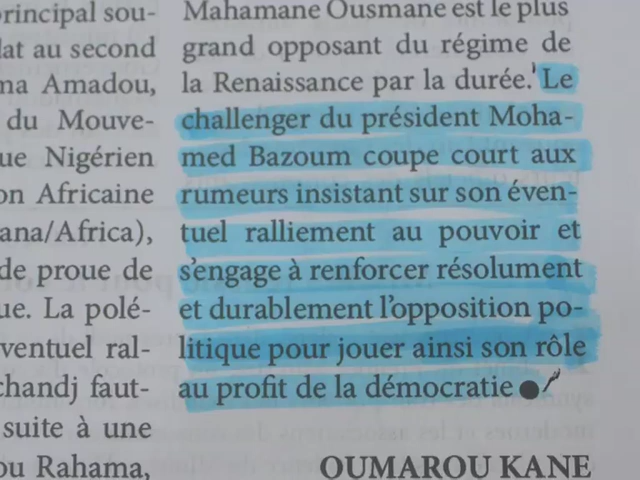 principal sou-
lat au second
ma Amadou,
du Mouve-
ue Nigérien
on Africaine
ana/Africa),
de proue de
ue. La polé-
ventuel ral-
chandj faut-
suite à une
ou Rahama,
Mahamane Ousmane est le plus
grand opposant du régime de
la Renaissance par la durée. Le
challenger du président Moha-
med Bazoum coupe court aux
rumeurs insistant sur son éven-
tuel ralliement au pouvoir et
s'engage à renforcer résolument
et durablement l'opposition po-
litique pour jouer ainsi son rôle
au profit de la démocratie
OUMAROU KANE